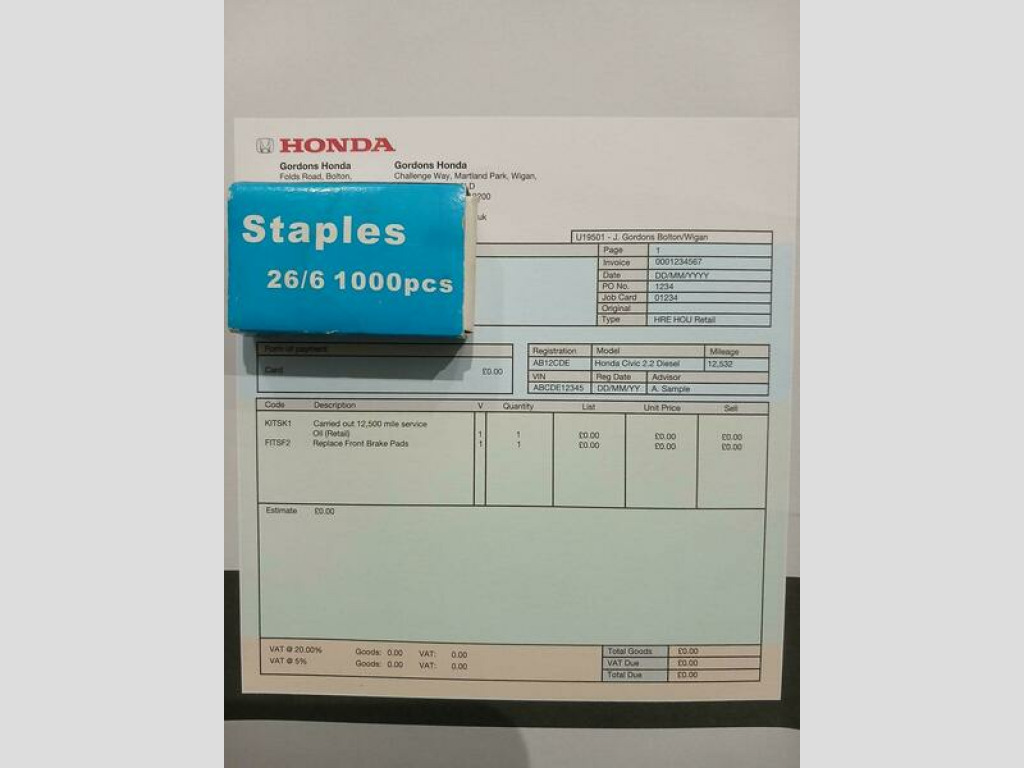 HONDA
Gordons Honda Gordons Honda
Folds Road, Bolton, Challenge Way, Martland Park, Wigan,
Staples
26/6 1000pcs
U19501 - J. Gordons Bolton/Wigan
Page 1
Invoice 0001234567
Date DD/MM/YYYY
PO No. 1234
Job Card 01234
Original
Type HRE HOU Retail
Form of payment
Card £0.00
Registration Model Mileage
AB12CDE Honda Civic 2.2 Diesel 12,532
VIN Reg Date Advisor
ABCDE12345 DD/MM/YY A. Sample
Code Description V Quantity List Unit Price Sell
KITSK1 Carried out 12,500 mile service
Oil (Retail) 1 1 £0.00 £0.00 £0.00
FITSF2 Replace Front Brake Pads 1 1 £0.00 £0.00 £0.00
Estimate £0.00
VAT @ 20.00% Goods: 0.00 VAT: 0.00
VAT @ 5% Goods: 0.00 VAT: 0.00
Total Goods £0.00
VAT Due £0.00
Total Due £0.00